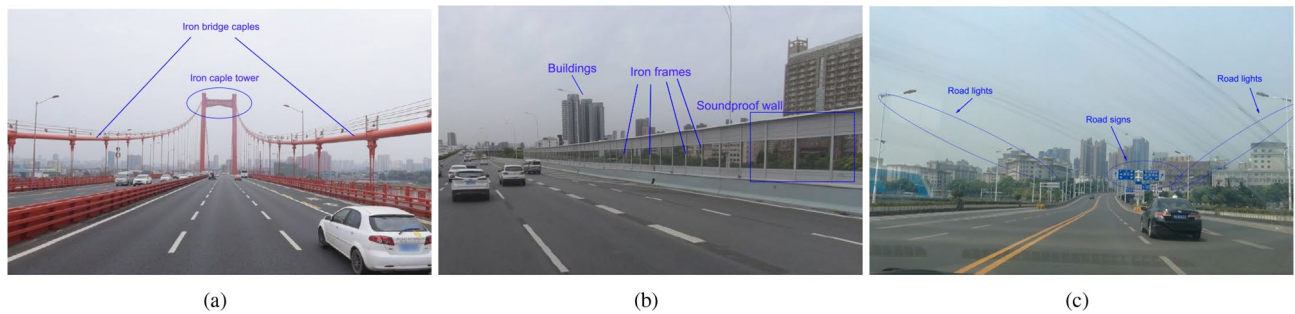 Iron bridge caples
Iron caple tower
Buildings
Iron frames
Soundproof wall
Road lights
Road lights
Road signs
(a)
(b)
(c)